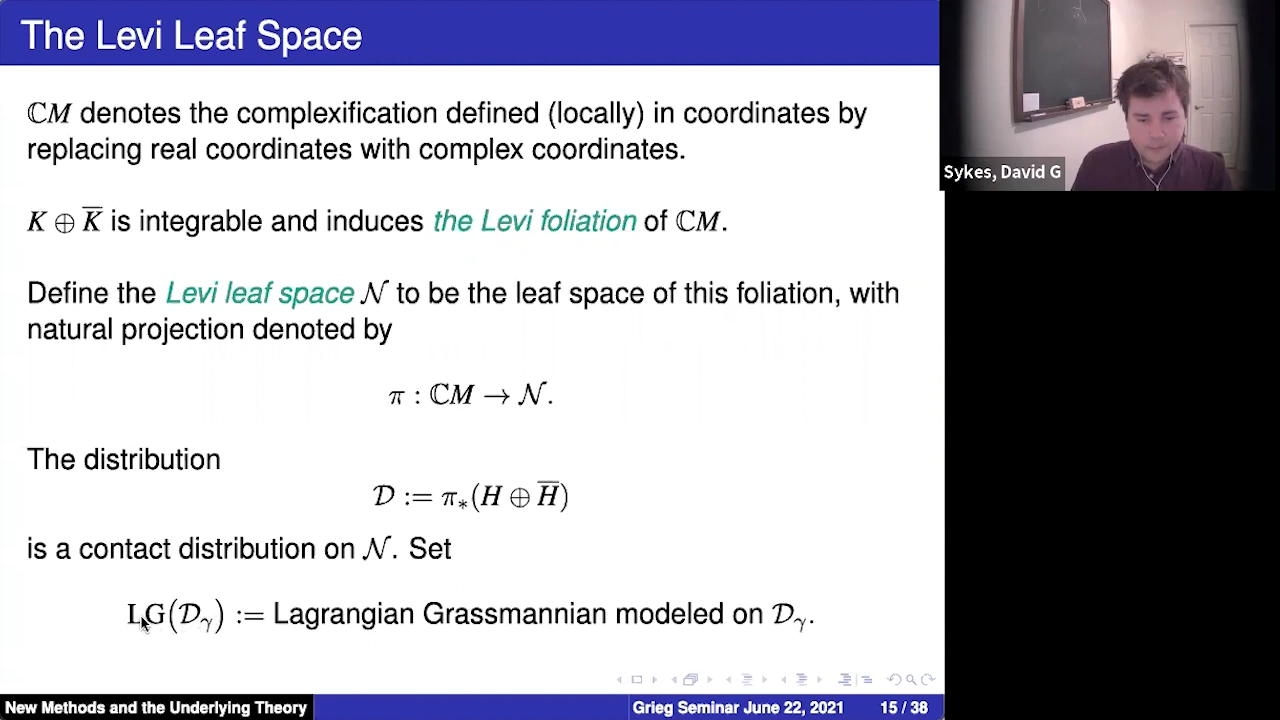 The Levi Leaf Space
ℂM denotes the complexification defined (locally) in coordinates by
replacing real coordinates with complex coordinates.
K ⊕ K̅ is integrable and induces the Levi foliation of ℂM.
Define the Levi leaf space 𝒩 to be the leaf space of this foliation, with
natural projection denoted by
π : ℂM → 𝒩.
The distribution
𝒟 := π∗(H ⊕ H̅)
is a contact distribution on 𝒩. Set
LG(𝒟γ) := Lagrangian Grassmannian modeled on 𝒟γ.
New Methods and the Underlying Theory
Grieg Seminar June 22, 2021
15 / 38
Sykes, David G